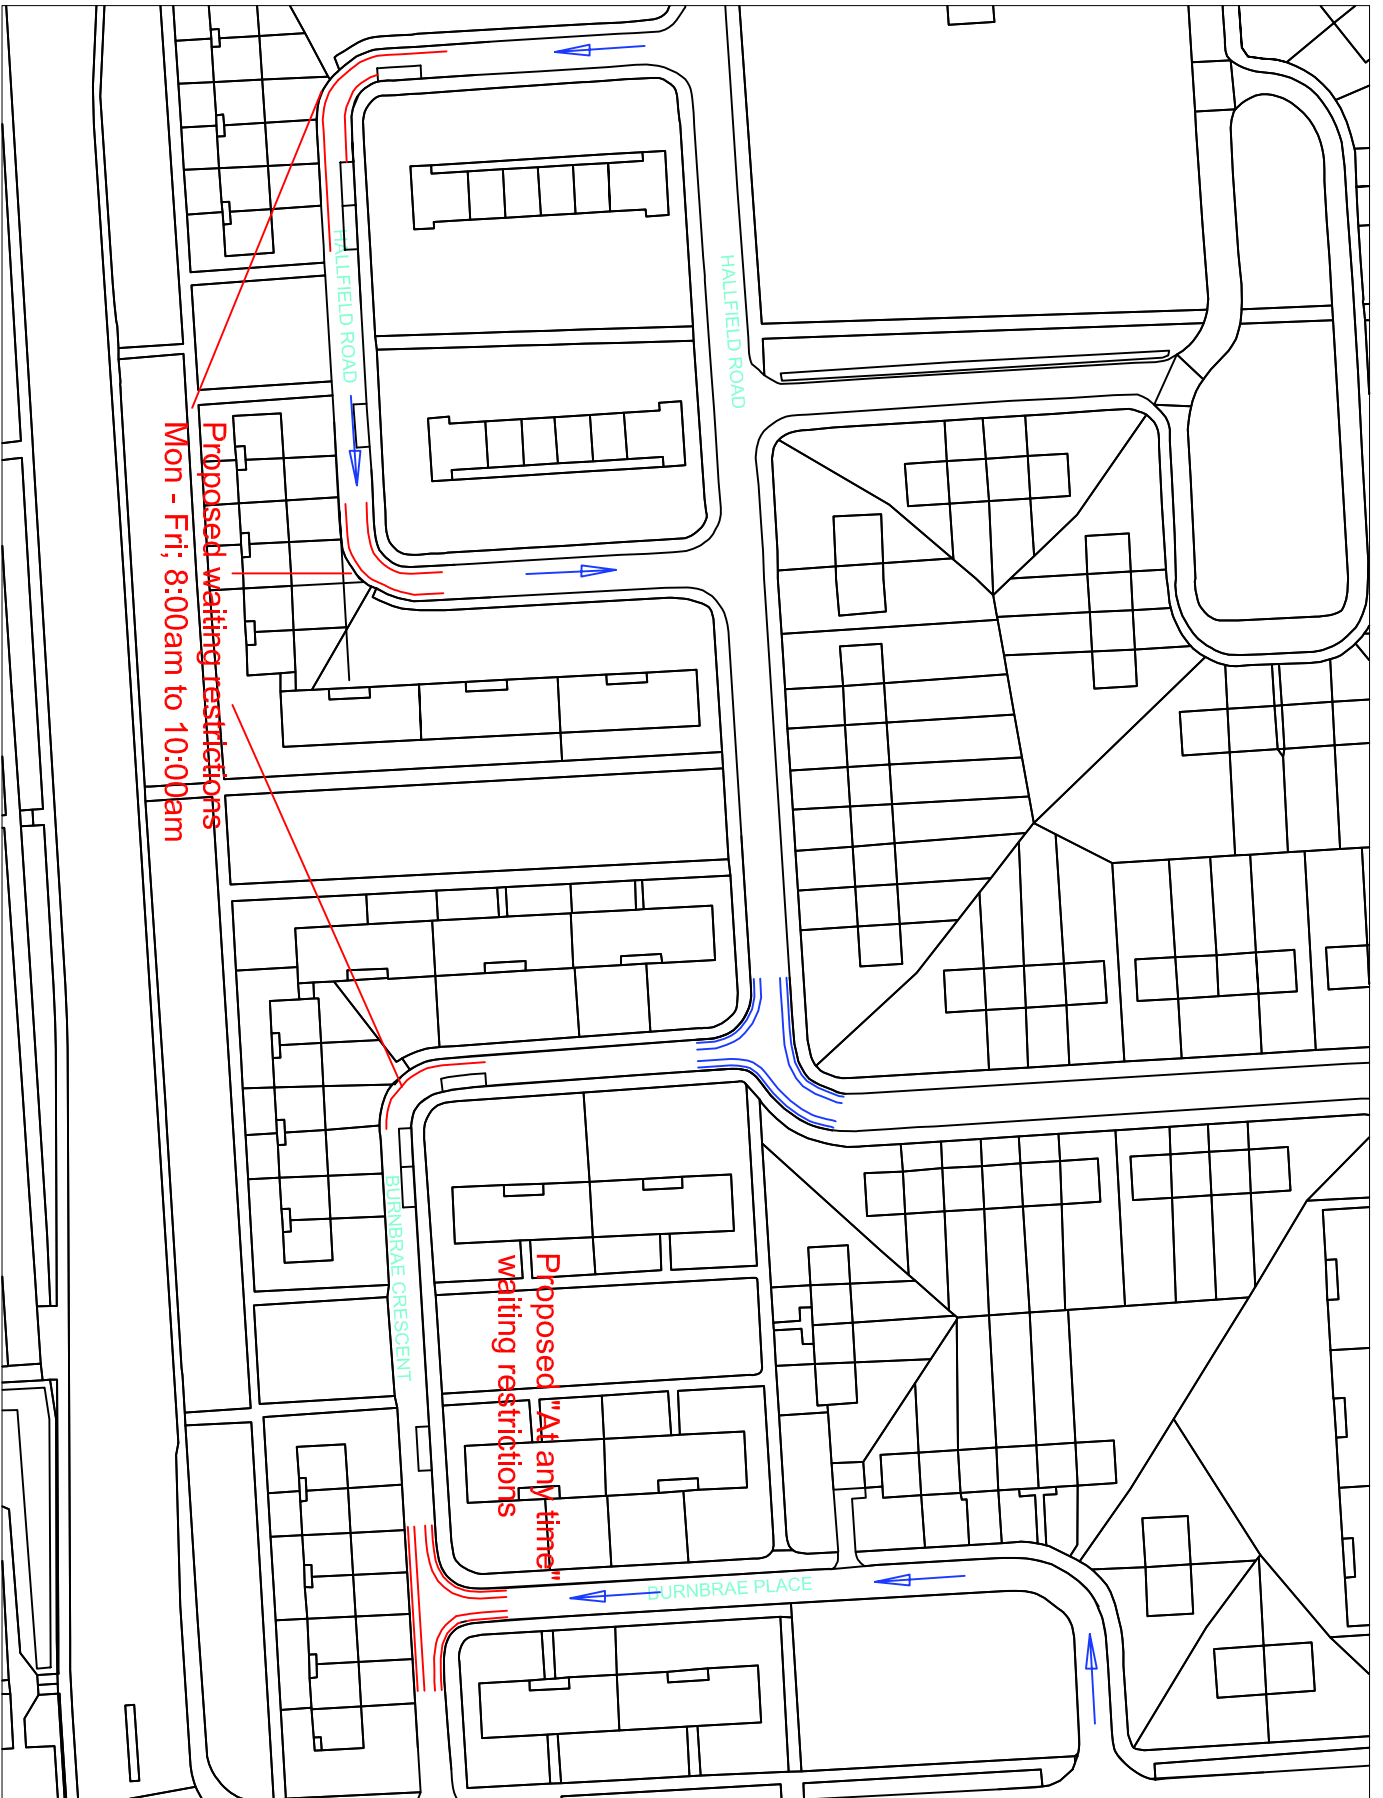 HALLFIELD ROAD
HALLFIELD ROAD
Proposed waiting restrictions
Mon - Fri; 8:00am to 10:00am
BURNBRAE CRESCENT
Proposed "At any time"
waiting restrictions
BURNBRAE PLACE